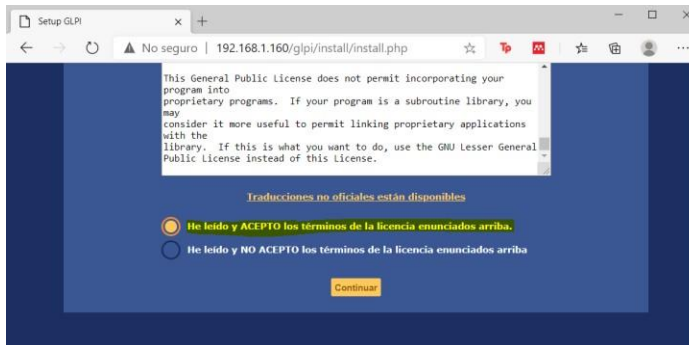 Setup GLPI
No seguro | 192.168.1.160/glpi/install/install.php
This General Public License does not permit incorporating your
program into
proprietary programs. If your program is a subroutine library, you
may
consider it more useful to permit linking proprietary applications
with the
library. If this is what you want to do, use the GNU Lesser General
Public License instead of this License.
Traducciones no oficiales están disponibles
He leído y ACEPTO los términos de la licencia enunciados arriba.
He leído y NO ACEPTO los términos de la licencia enunciados arriba
Continuar